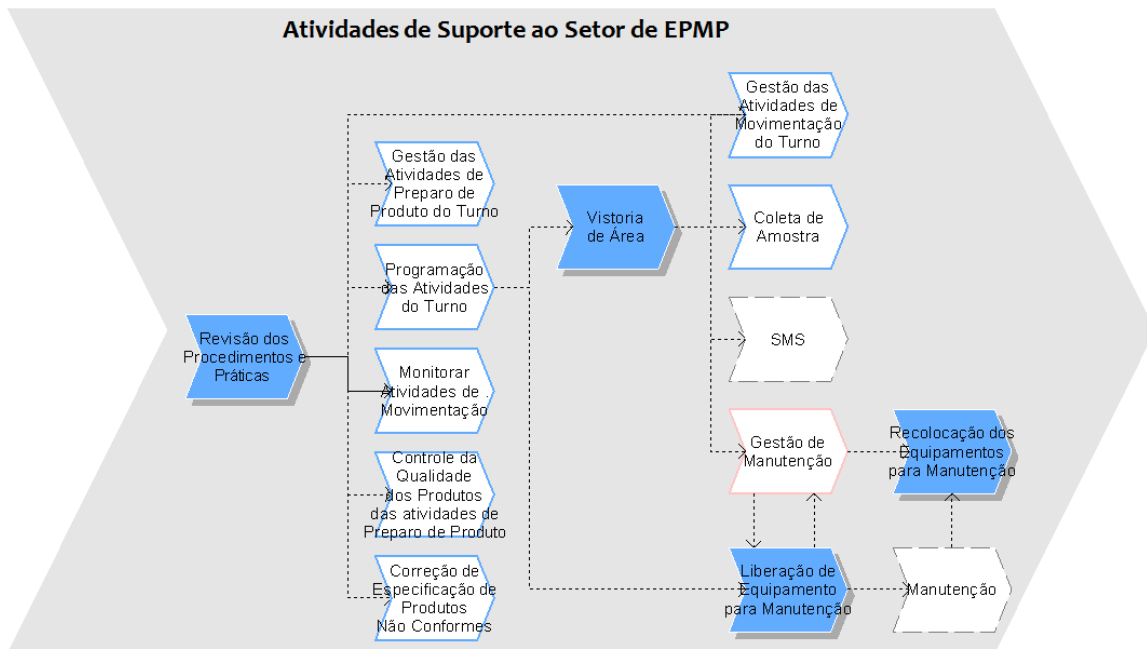 Atividades de Suporte ao Setor de EPMP
Gestão das
Atividades de
Movimentação
do Turno
Gestão das
Atividades de
Preparo de
Produto do Turno
Vistoria
de Área
Coleta de
Amostra
Programação
das Atividades
do Turno
Revisão dos
Procedimentos e
Práticas
SMS
Monitorar
Atividades de .
Movimentação
Gestão de
Manutenção
Recolocação dos
Equipamentos
para Manutenção
Controle da
Qualidade
dos Produtos
das atividades de
Preparo de Produto
Correção de
Especificação de
Produtos
Não Conformes
Liberação de
Equipamento
para Manutenção
Manutenção